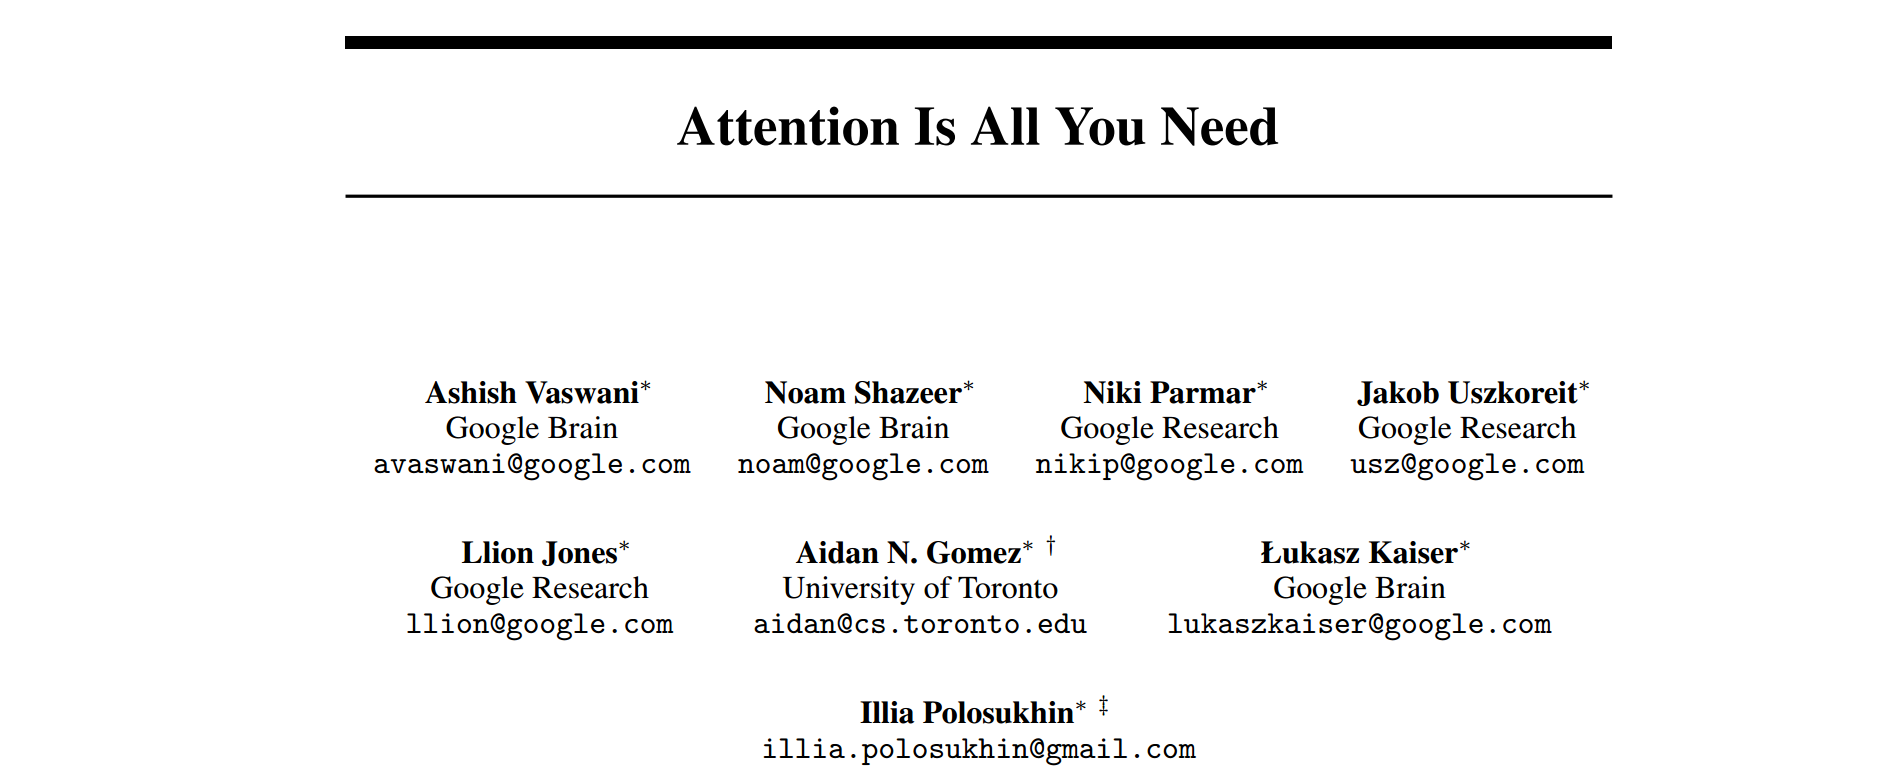 Attention Is All You Need
Ashish Vaswani* Noam Shazeer* Niki Parmar* Jakob Uszkoreit*
Google Brain Google Brain Google Research Google Research
avaswani@google.com noam@google.com nikip@google.com usz@google.com
Llion Jones* Aidan N. Gomez* † Łukasz Kaiser*
Google Research University of Toronto Google Brain
llion@google.com aidan@cs.toronto.edu lukaszkaiser@google.com
Illia Polosukhin* ‡
illia.polosukhin@gmail.com